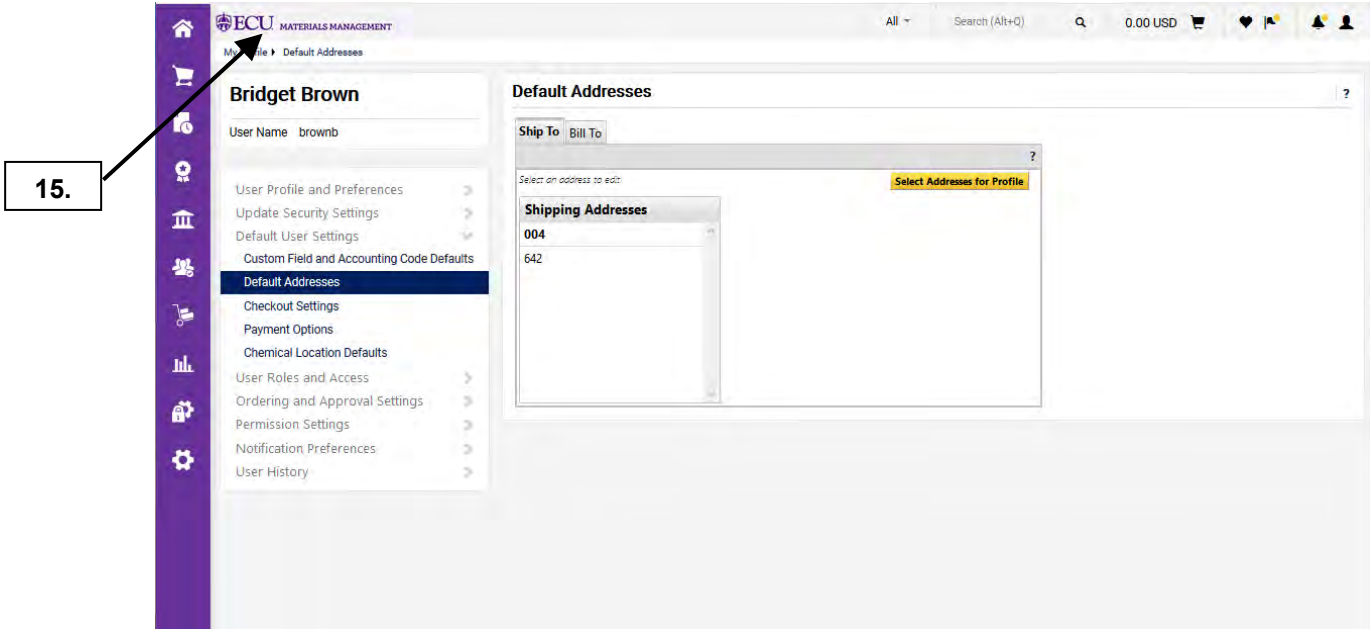 ECU MATERIALS MANAGEMENT
All
Search (Alt+Q)
0.00 USD
My Profile Default Addresses
15.
Bridget Brown
User Name brownb
User Profile and Preferences
Update Security Settings
Default User Settings
Custom Field and Accounting Code Defaults
Default Addresses
Checkout Settings
Payment Options
Chemical Location Defaults
User Roles and Access
Ordering and Approval Settings
Permission Settings
Notification Preferences
User History
Default Addresses
?
Ship To Bill To
?
Select an address to edit
Select Addresses for Profile
Shipping Addresses
004
642